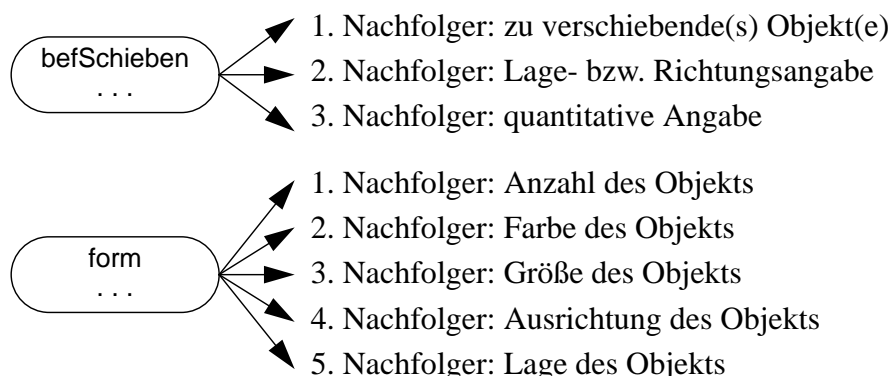 befSchieben
. . .
1. Nachfolger: zu verschiebende(s) Objekt(e)
2. Nachfolger: Lage- bzw. Richtungsangabe
3. Nachfolger: quantitative Angabe
form
. . .
1. Nachfolger: Anzahl des Objekts
2. Nachfolger: Farbe des Objekts
3. Nachfolger: Größe des Objekts
4. Nachfolger: Ausrichtung des Objekts
5. Nachfolger: Lage des Objekts